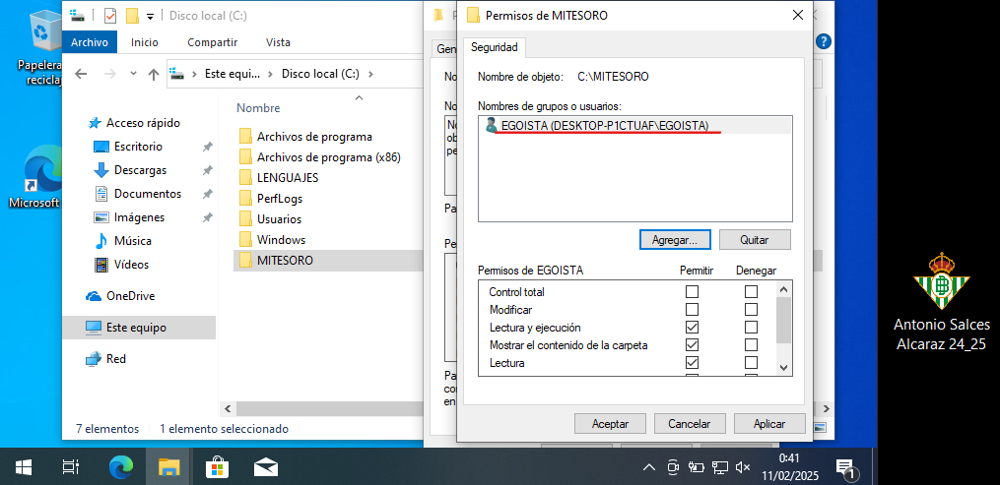 Papelera
reciclaj
Microsoft
Disco local (C:)
Archivo
Inicio
Compartir
Vista
Este equi...
Disco local (C:)
Acceso rápido
Escritorio
Descargas
Documentos
Imágenes
Música
Vídeos
OneDrive
Este equipo
Red
Nombre
Archivos de programa
Archivos de programa (x86)
LENGUAJES
PerfLogs
Usuarios
Windows
MITESORO
7 elementos
1 elemento seleccionado
Gen
No
No
No
ob
pe
Pa
Pe
Pa
con
en
Permisos de MITESORO
Seguridad
Nombre de objeto: C:\MITESORO
Nombres de grupos o usuarios:
EGOISTA (DESKTOP-P1CTUAF\EGOISTA)
Agregar...
Quitar
Permisos de EGOISTA Permitir Denegar
Control total
Modificar
Lectura y ejecución
Mostrar el contenido de la carpeta
Lectura
Aceptar
Cancelar
Aplicar
Antonio Salces
Alcaraz 24_25
0:41
11/02/2025
1